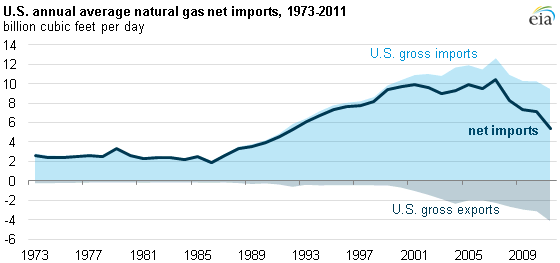 U.S. annual average natural gas net imports, 1973-2011
billion cubic feet per day
eia
14
12
10
8
6
4
2
0
-2
-4
-6
U.S. gross imports
net imports
U.S. gross exports
1973 1977 1981 1985 1989 1993 1997 2001 2005 2009